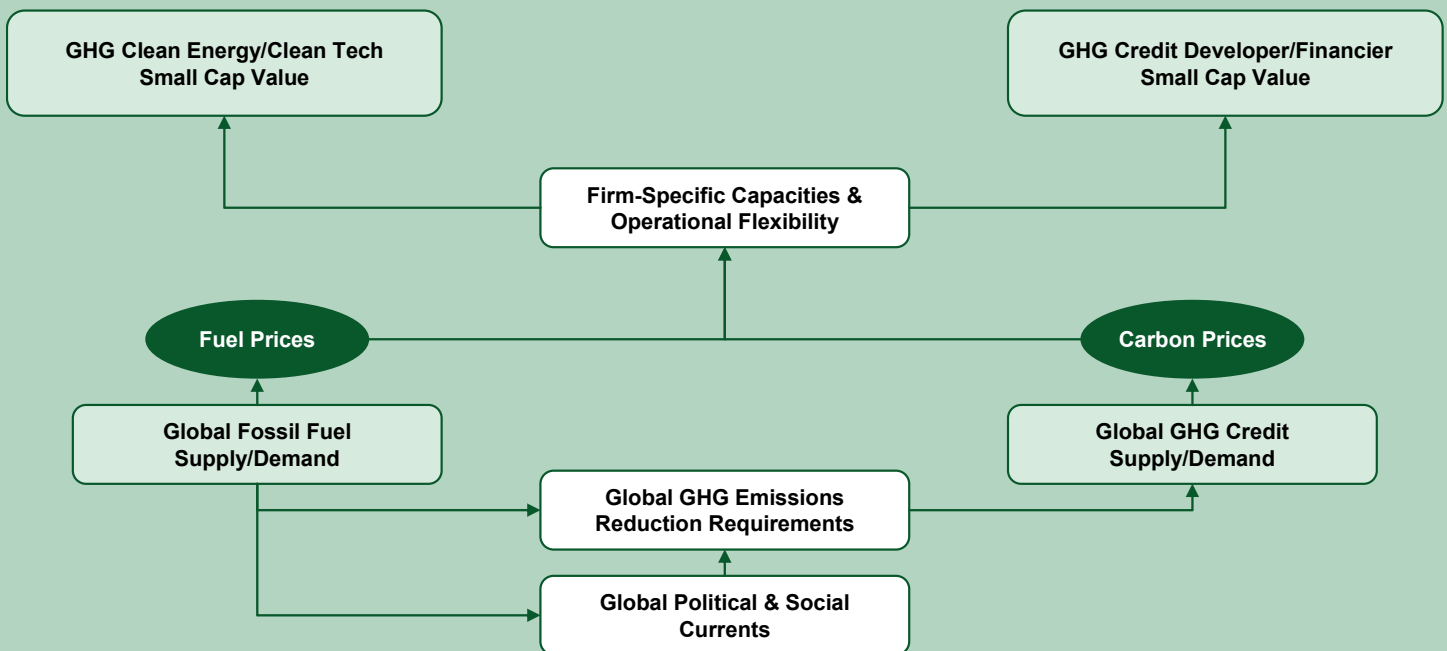 GHG Clean Energy/Clean Tech
Small Cap Value
GHG Credit Developer/Financier
Small Cap Value
Firm-Specific Capacities &
Operational Flexibility
Fuel Prices
Carbon Prices
Global Fossil Fuel
Supply/Demand
Global GHG Credit
Supply/Demand
Global GHG Emissions
Reduction Requirements
Global Political & Social
Currents